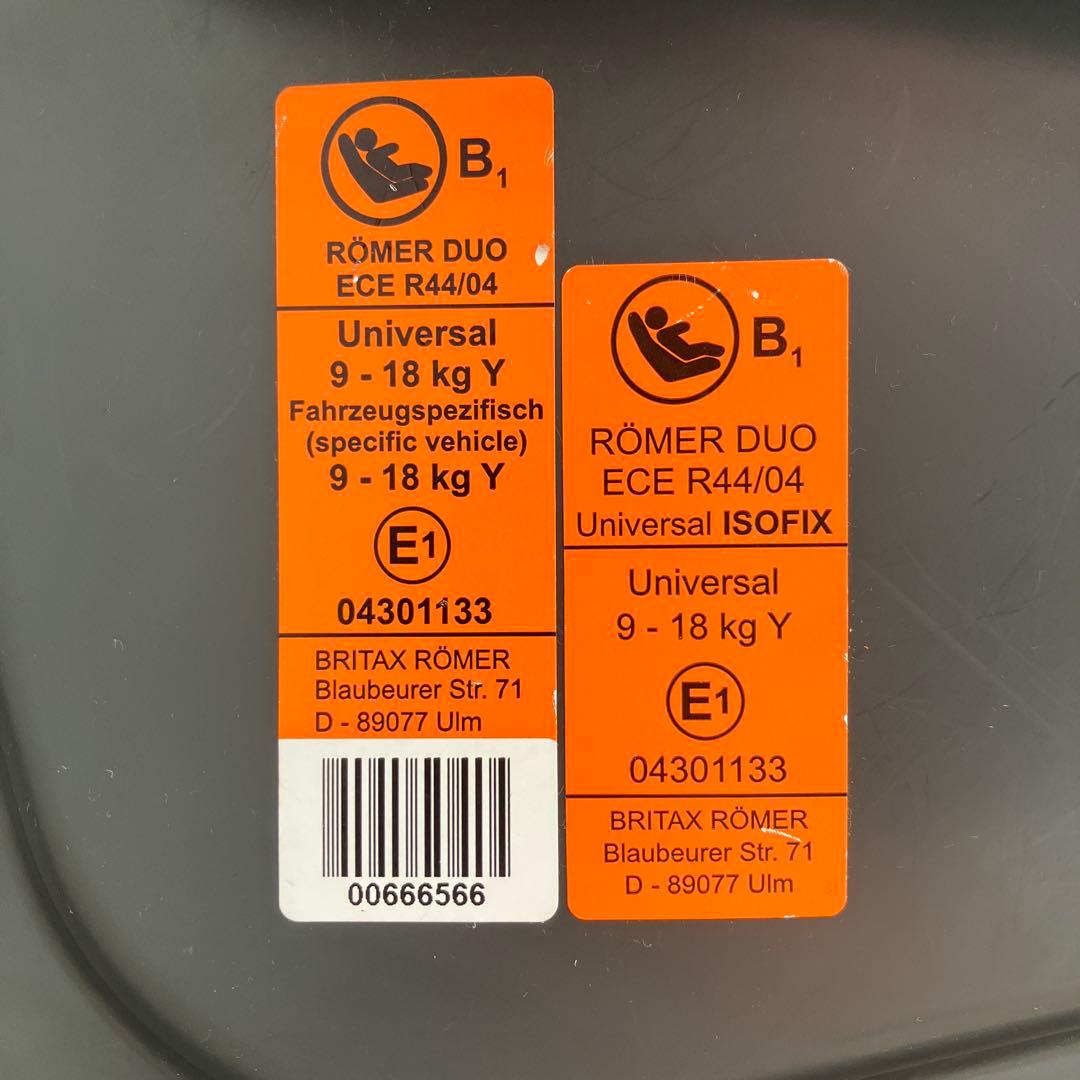 B1
RÖMER DUO
ECE R44/04
Universal
9 - 18 kg Y
Fahrzeugspezifisch
(specific vehicle)
9 - 18 kg Y
E1
04301133
BRITAX RÖMER
Blaubeurer Str. 71
D - 89077 Ulm
00666566
B1
RÖMER DUO
ECE R44/04
Universal ISOFIX
Universal
9 - 18 kg Y
E1
04301133
BRITAX RÖMER
Blaubeurer Str. 71
D - 89077 Ulm